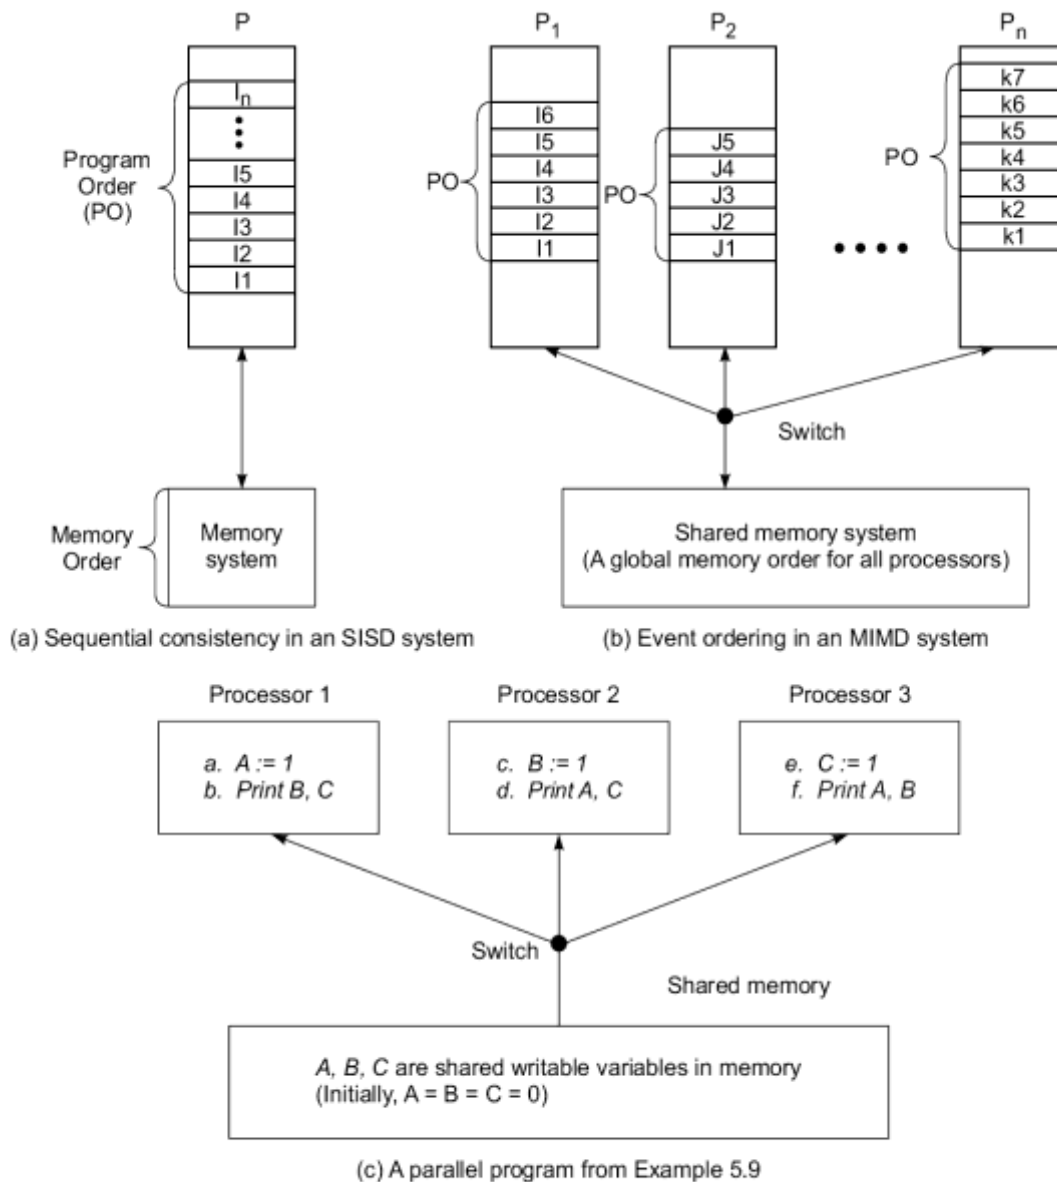 P
I_n
I5
I4
I3
I2
I1
Program
Order
(PO)
Memory
Order
Memory
system
(a) Sequential consistency in an SISD system
P_1
I6
I5
I4
I3
I2
I1
PO
P_2
J5
J4
J3
J2
J1
PO
P_n
k7
k6
k5
k4
k3
k2
k1
PO
Switch
Shared memory system
(A global memory order for all processors)
(b) Event ordering in an MIMD system
Processor 1
a. A := 1
b. Print B, C
Processor 2
c. B := 1
d. Print A, C
Processor 3
e. C := 1
f. Print A, B
Switch
Shared memory
A, B, C are shared writable variables in memory
(Initially, A = B = C = 0)
(c) A parallel program from Example 5.9